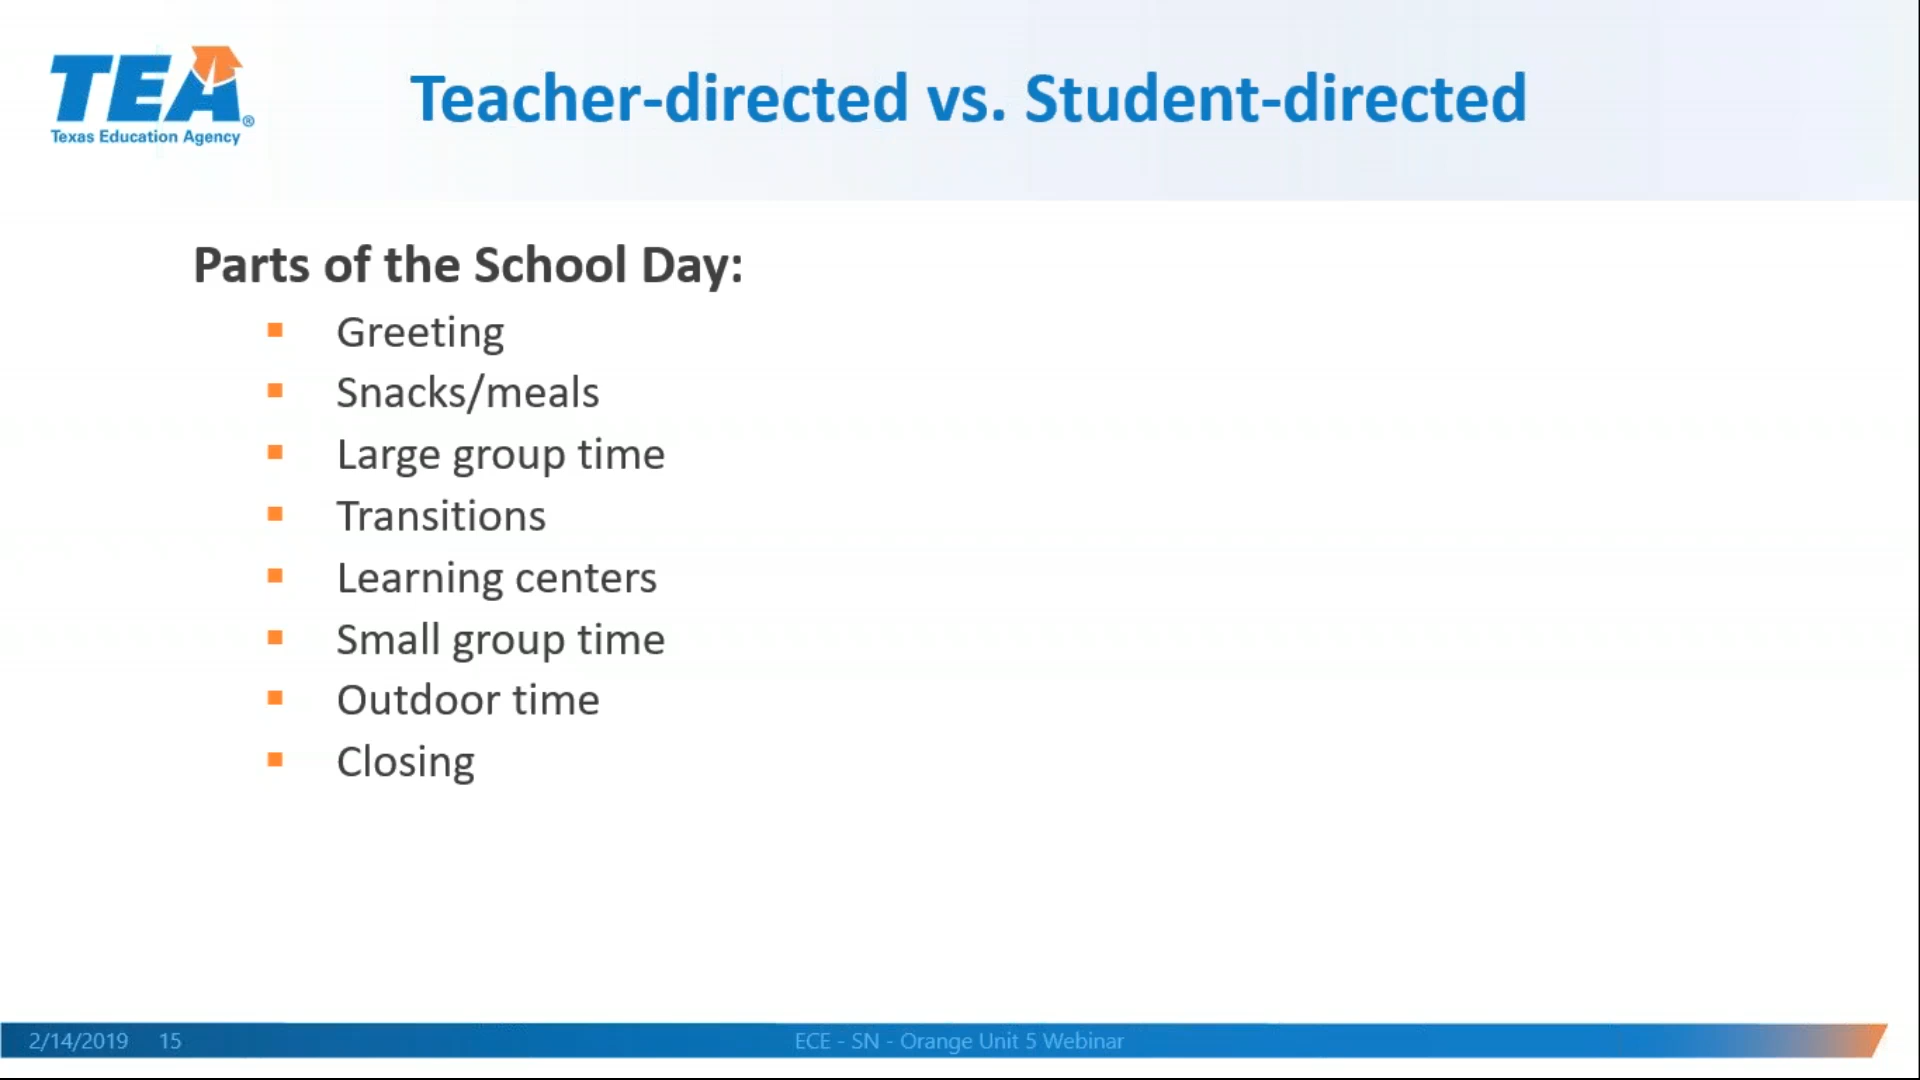 TEA®
Texas Education Agency
Teacher-directed vs. Student-directed
Parts of the School Day:
Greeting
Snacks/meals
Large group time
Transitions
Learning centers
Small group time
Outdoor time
Closing
2/14/2019 15 ECE - SN - Orange Unit 5 Webinar